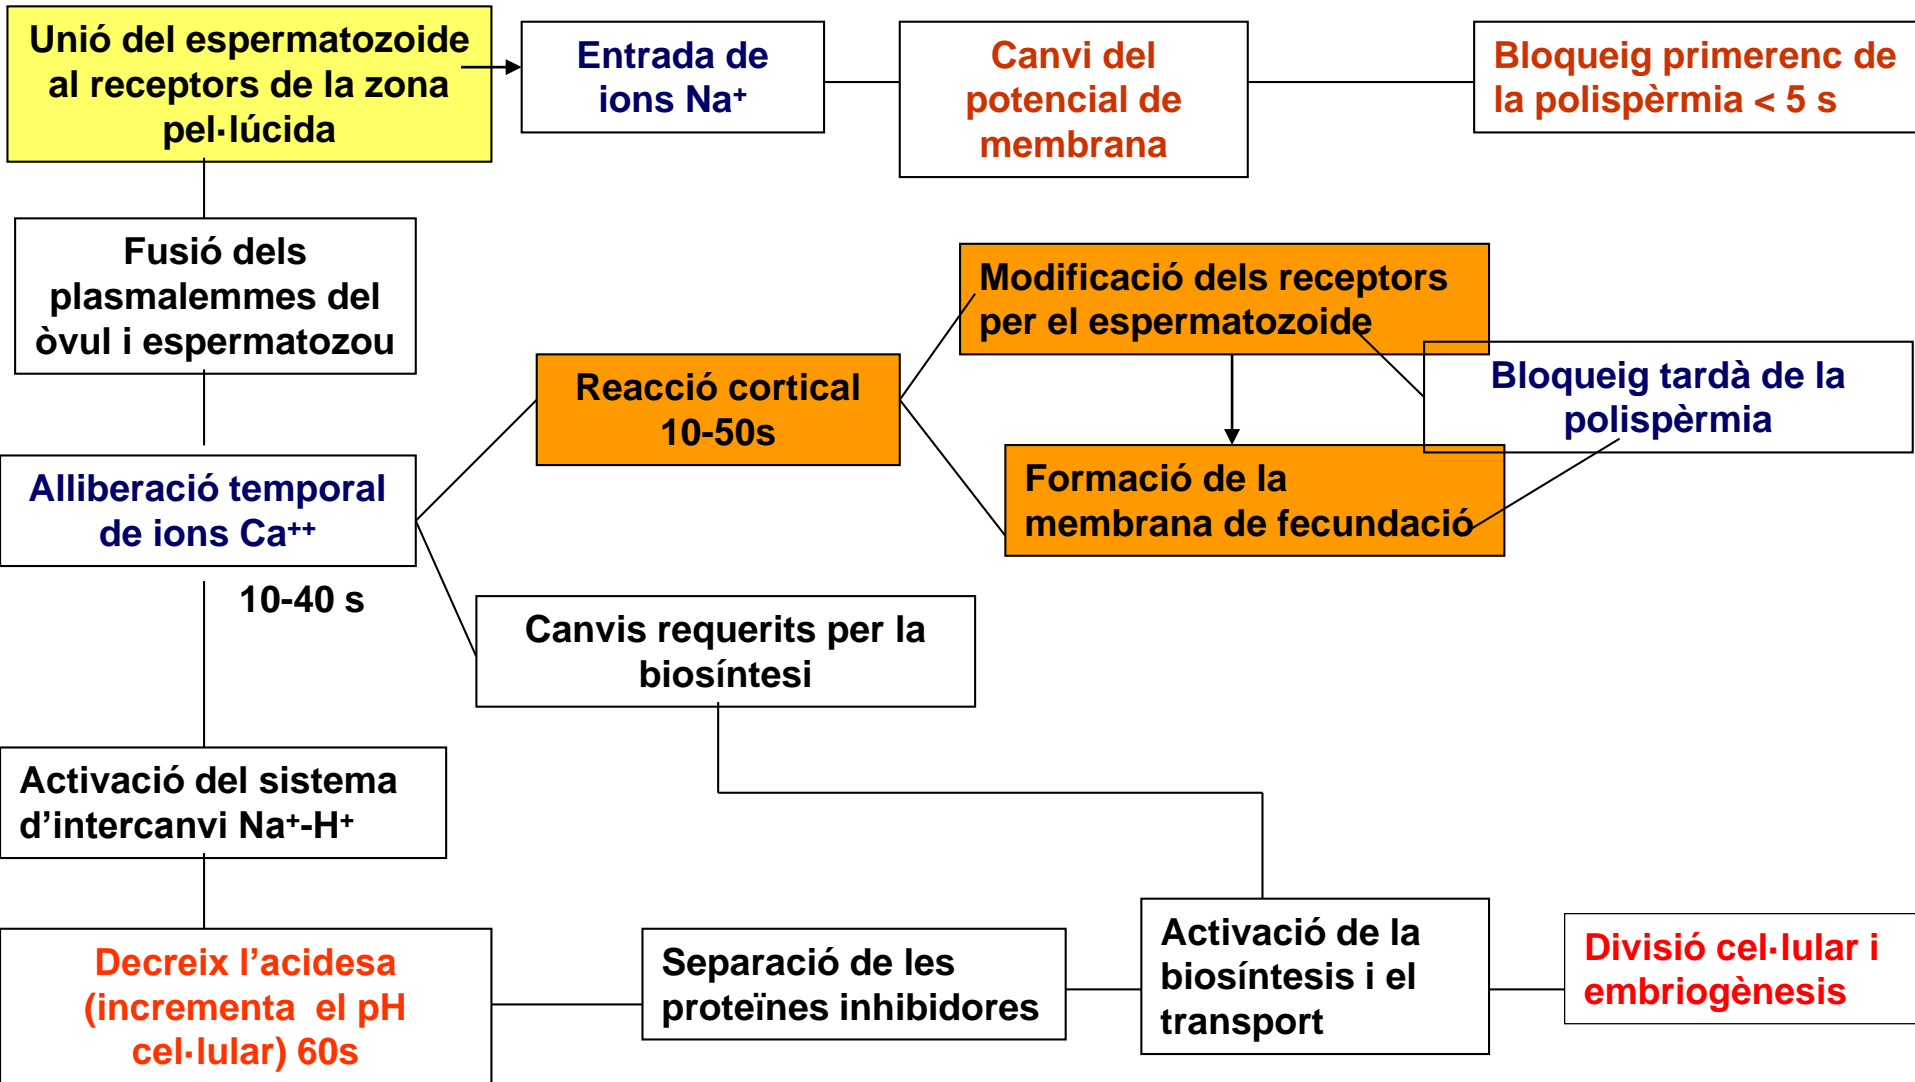 Unió del espermatozoide
al receptors de la zona
pel·lúcida
Entrada de
ions Na⁺
Canvi del
potencial de
membrana
Bloqueig primerenc de
la polispèrmia < 5 s
Fusió dels
plasmalemmes del
òvul i espermatozou
Modificació dels receptors
per el espermatozoide
Reacció cortical
10-50s
Bloqueig tardà de la
polispèrmia
Alliberació temporal
de ions Ca⁺⁺
Formació de la
membrana de fecundació
10-40 s
Canvis requerits per la
biosíntesi
Activació del sistema
d’intercanvi Na⁺-H⁺
Decreix l’acidesa
(incrementa el pH
cel·lular) 60s
Separació de les
proteïnes inhibidores
Activació de la
biosíntesis i el
transport
Divisió cel·lular i
embriogènesis